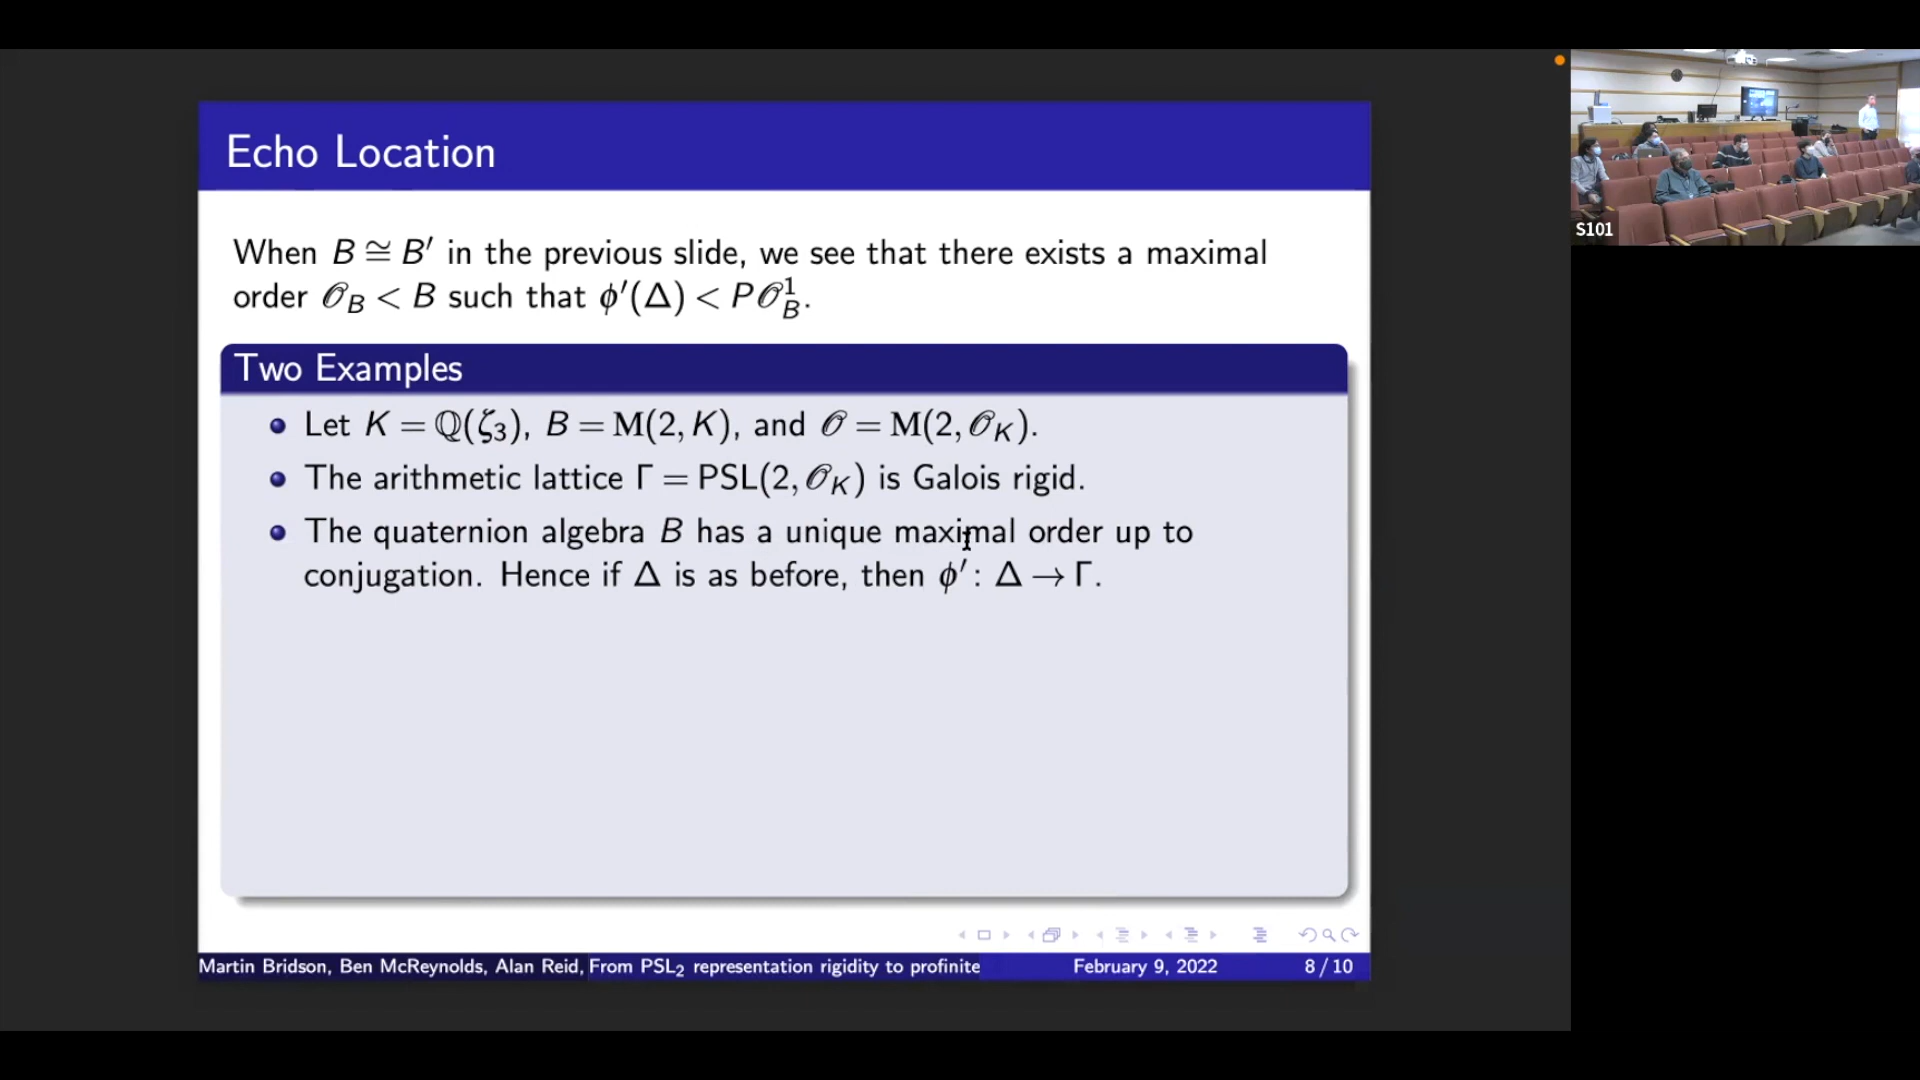 Echo Location
When B ≅ B′ in the previous slide, we see that there exists a maximal
order 𝒪_B < B such that ϕ′(Δ) < P𝒪_B^1.
Two Examples
Let K = ℚ(ζ₃), B = M(2, K), and 𝒪 = M(2, 𝒪_K).
The arithmetic lattice Γ = PSL(2, 𝒪_K) is Galois rigid.
The quaternion algebra B has a unique maximal order up to
conjugation. Hence if Δ is as before, then ϕ′: Δ → Γ.
Martin Bridson, Ben McReynolds, Alan Reid, From PSL₂ representation rigidity to profinite
February 9, 2022
8 / 10
S101